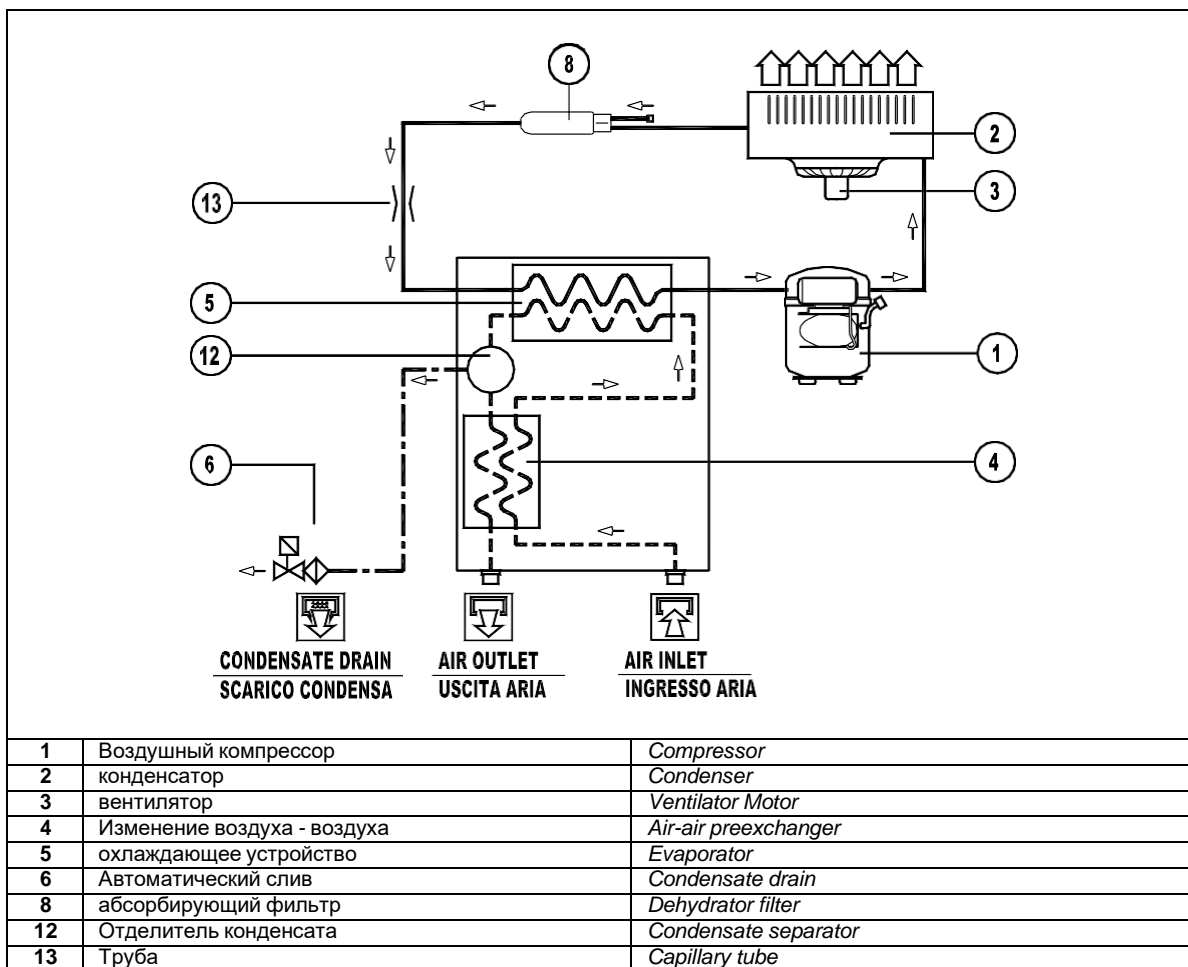 8
2
13
3
5
12
1
6
4
CONDENSATE DRAIN
SCARICO CONDENSA
AIR OUTLET
USCITA ARIA
AIR INLET
INGRESSO ARIA
1 Воздушный компрессор Compressor
2 конденсатор Condenser
3 вентилятор Ventilator Motor
4 Изменение воздуха - воздуха Air-air preexchanger
5 охлаждающее устройство Evaporator
6 Автоматический слив Condensate drain
8 абсорбирующий фильтр Dehydrator filter
12 Отделитель конденсата Condensate separator
13 Труба Capillary tube